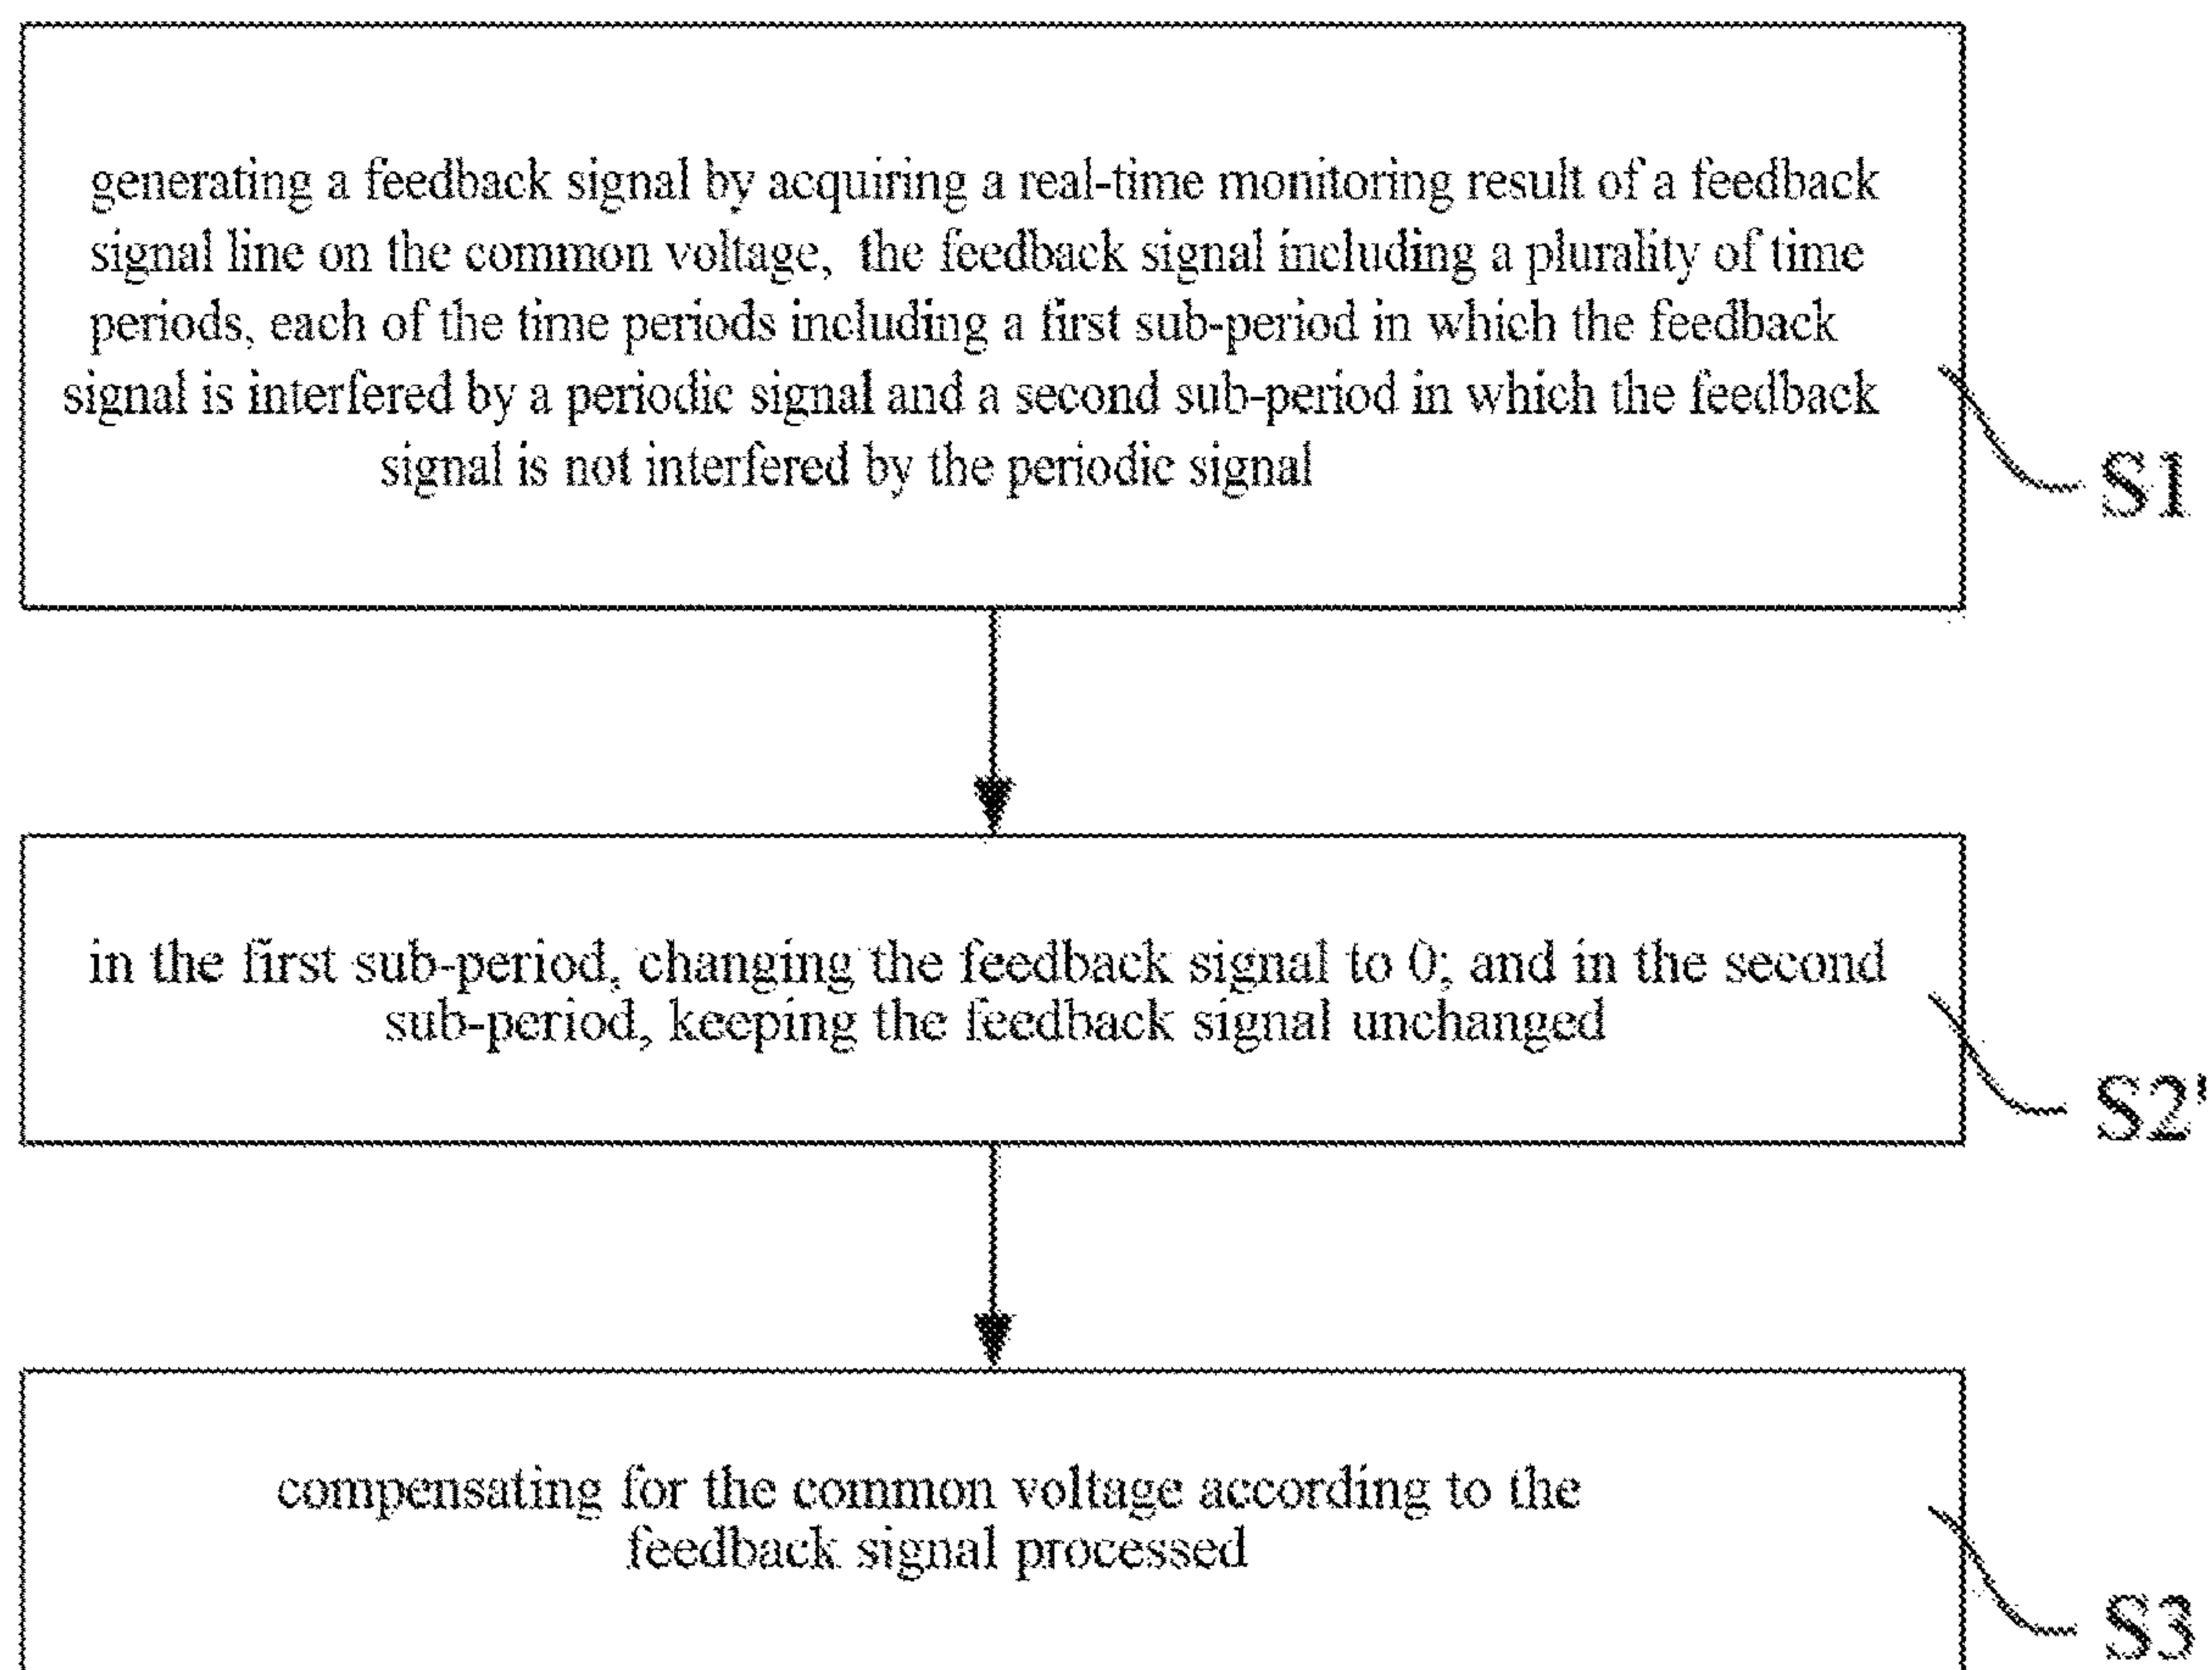 generating a feedback signal by acquiring a real-time monitoring result of a feedback
signal line on the common voltage, the feedback signal including a plurality of time
periods, each of the time periods including a first sub-period in which the feedback
signal is interfered by a periodic signal and a second sub-period in which the feedback
signal is not interfered by the periodic signal
S1
in the first sub-period, changing the feedback signal to 0; and in the second
sub-period, keeping the feedback signal unchanged
S2'
compensating for the common voltage according to the
feedback signal processed
S3